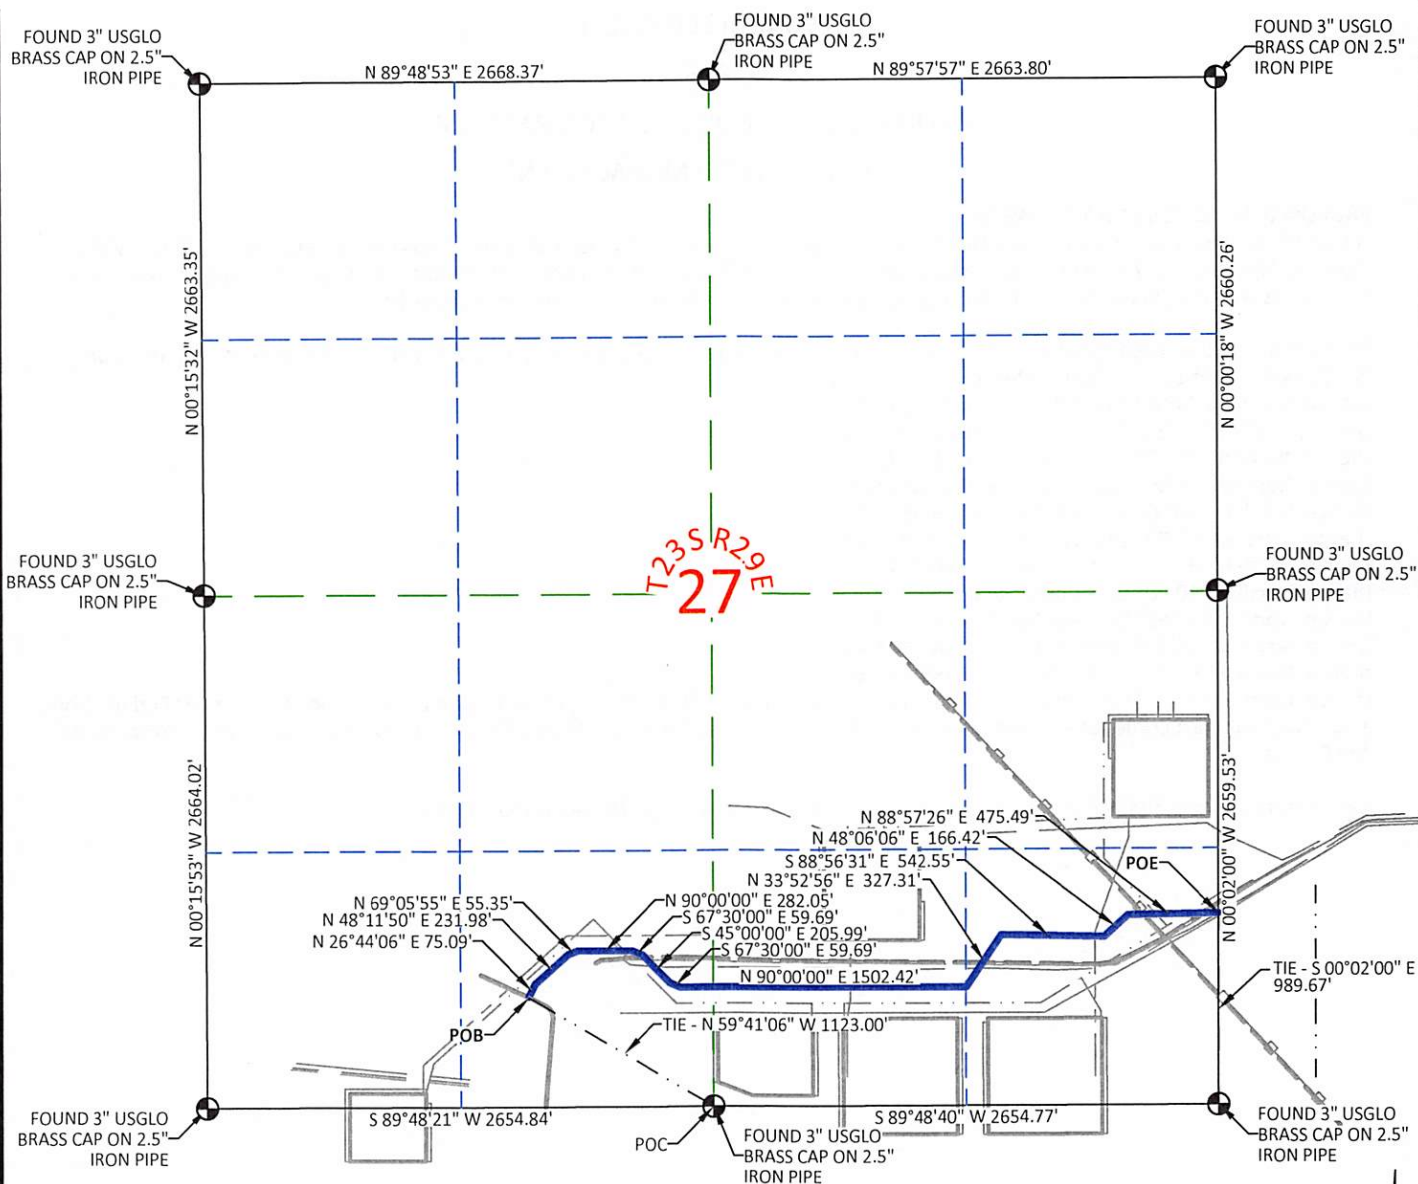 FOUND 3" USGLO
BRASS CAP ON 2.5"
IRON PIPE
FOUND 3" USGLO
BRASS CAP ON 2.5"
IRON PIPE
FOUND 3" USGLO
BRASS CAP ON 2.5"
IRON PIPE
N 89°48'53" E 2668.37'
N 89°57'57" E 2663.80'
N 00°15'32" W 2663.35'
N 00°00'18" W 2660.26'
T23S R29E
27
FOUND 3" USGLO
BRASS CAP ON 2.5"
IRON PIPE
FOUND 3" USGLO
BRASS CAP ON 2.5"
IRON PIPE
N 00°15'53" W 2664.02'
N 00°02'00" W 2659.53'
N 88°57'26" E 475.49'
N 48°06'06" E 166.42'
S 88°56'31" E 542.55'
N 33°52'56" E 327.31'
POE
N 69°05'55" E 55.35'
N 48°11'50" E 231.98'
N 26°44'06" E 75.09'
N 90°00'00" E 282.05'
S 67°30'00" E 59.69'
S 45°00'00" E 205.99'
S 67°30'00" E 59.69'
N 90°00'00" E 1502.42'
TIE - S 00°02'00" E
989.67'
POB
TIE - N 59°41'06" W 1123.00'
S 89°48'21" W 2654.84'
S 89°48'40" W 2654.77'
FOUND 3" USGLO
BRASS CAP ON 2.5"
IRON PIPE
POC
FOUND 3" USGLO
BRASS CAP ON 2.5"
IRON PIPE
FOUND 3" USGLO
BRASS CAP ON 2.5"
IRON PIPE